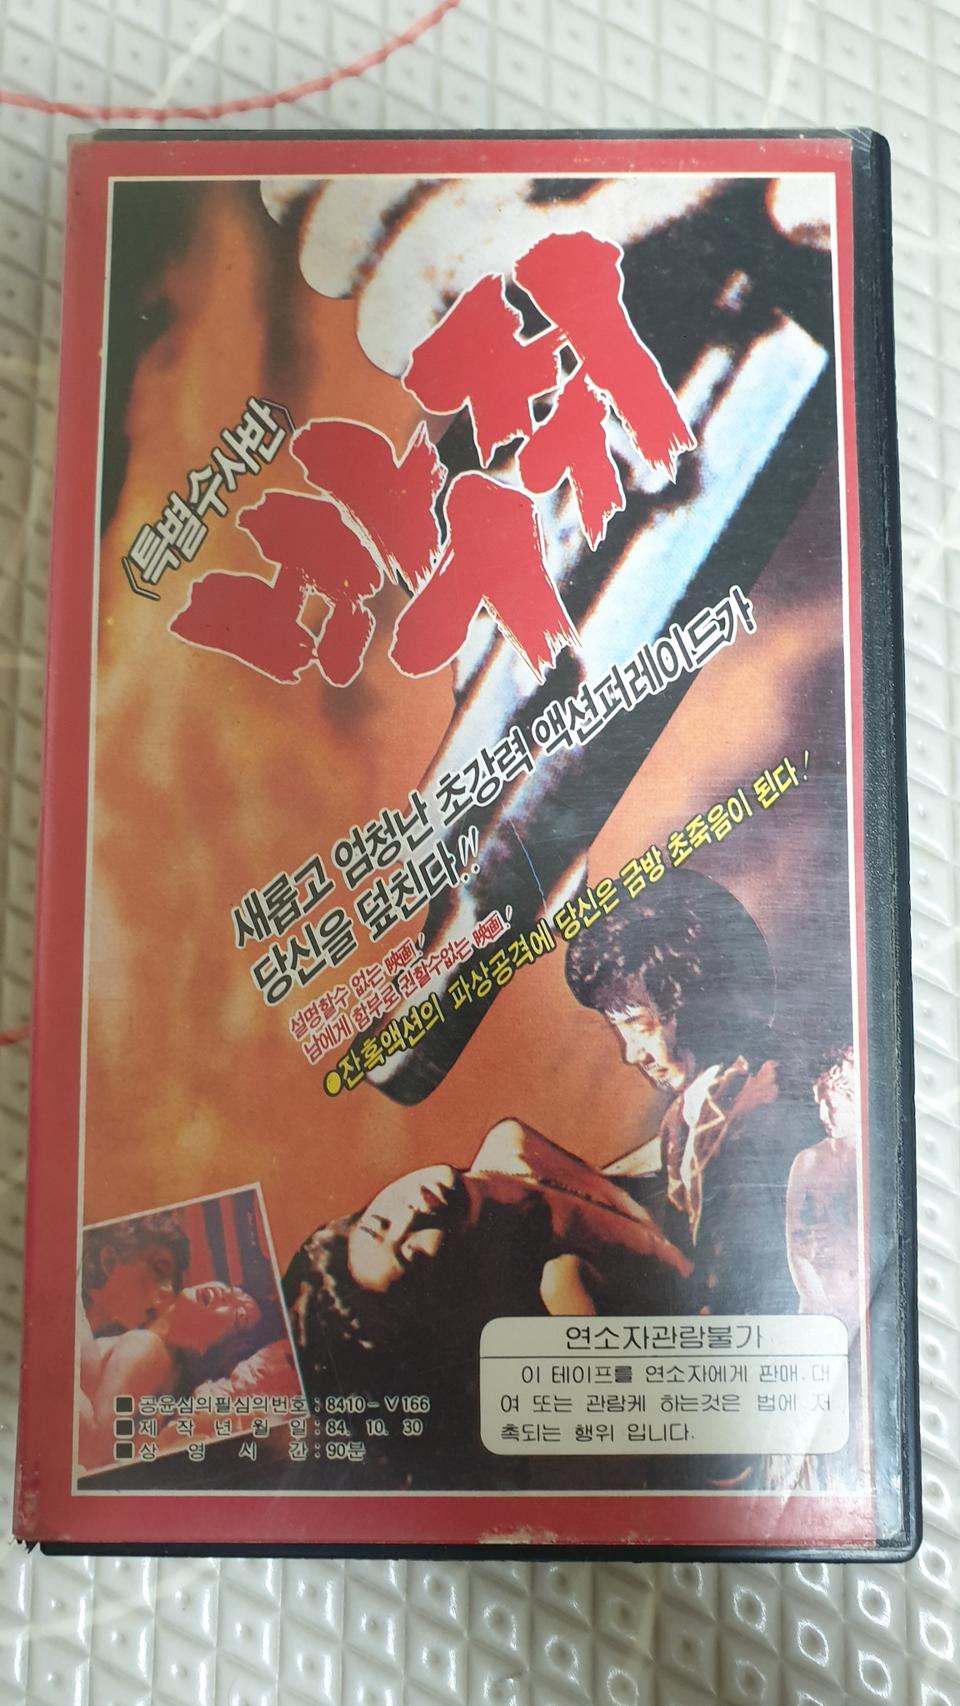 〈특별수사반〉
박쥐
새롭고 엄청난 초강력 액션퍼레이드가
당신을 덮친다!!
설명할수 없는 映画!
남에게 함부로 권할수없는 映画!
●잔혹액션의 파상공격에 당신은 금방 초죽음이 된다!
연소자관람불가
이 테이프를 연소자에게 판매.대
여 또는 관람케 하는것은 법에 저
촉되는 행위 입니다.
■ 공윤심의필심의번호 : 8410-V166
■ 제 작 년 월 일 : 84. 10. 30
■ 상 영 시 간 : 90분